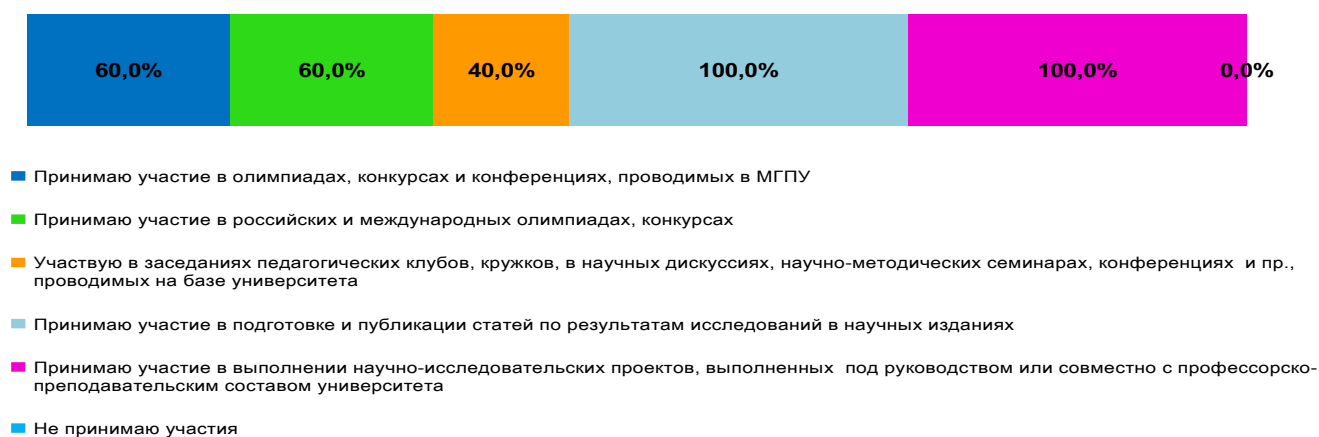 60,0% 60,0% 40,0% 100,0% 100,0% 0,0%
Принимаю участие в олимпиадах, конкурсах и конференциях, проводимых в МГПУ
Принимаю участие в российских и международных олимпиадах, конкурсах
Участвую в заседаниях педагогических клубов, кружков, в научных дискуссиях, научно-методических семинарах, конференциях и пр.,
проводимых на базе университета
Принимаю участие в подготовке и публикации статей по результатам исследований в научных изданиях
Принимаю участие в выполнении научно-исследовательских проектов, выполненных под руководством или совместно с профессорско-
преподавательским составом университета
Не принимаю участия